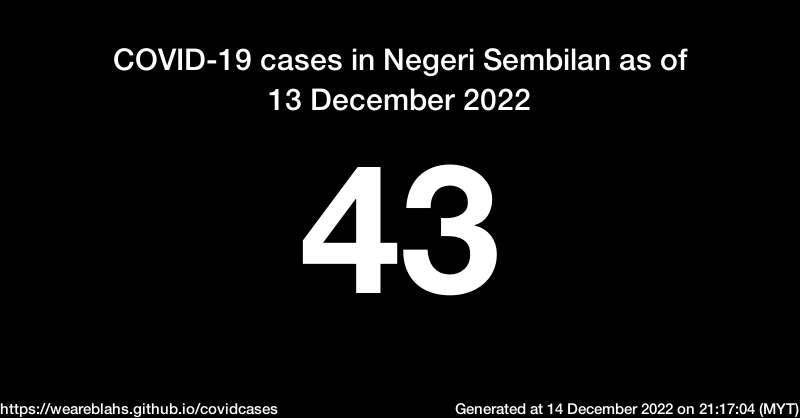 COVID-19 cases in Negeri Sembilan as of
13 December 2022
43
https://weareblahs.github.io/covidcases
Generated at 14 December 2022 on 21:17:04 (MYT)